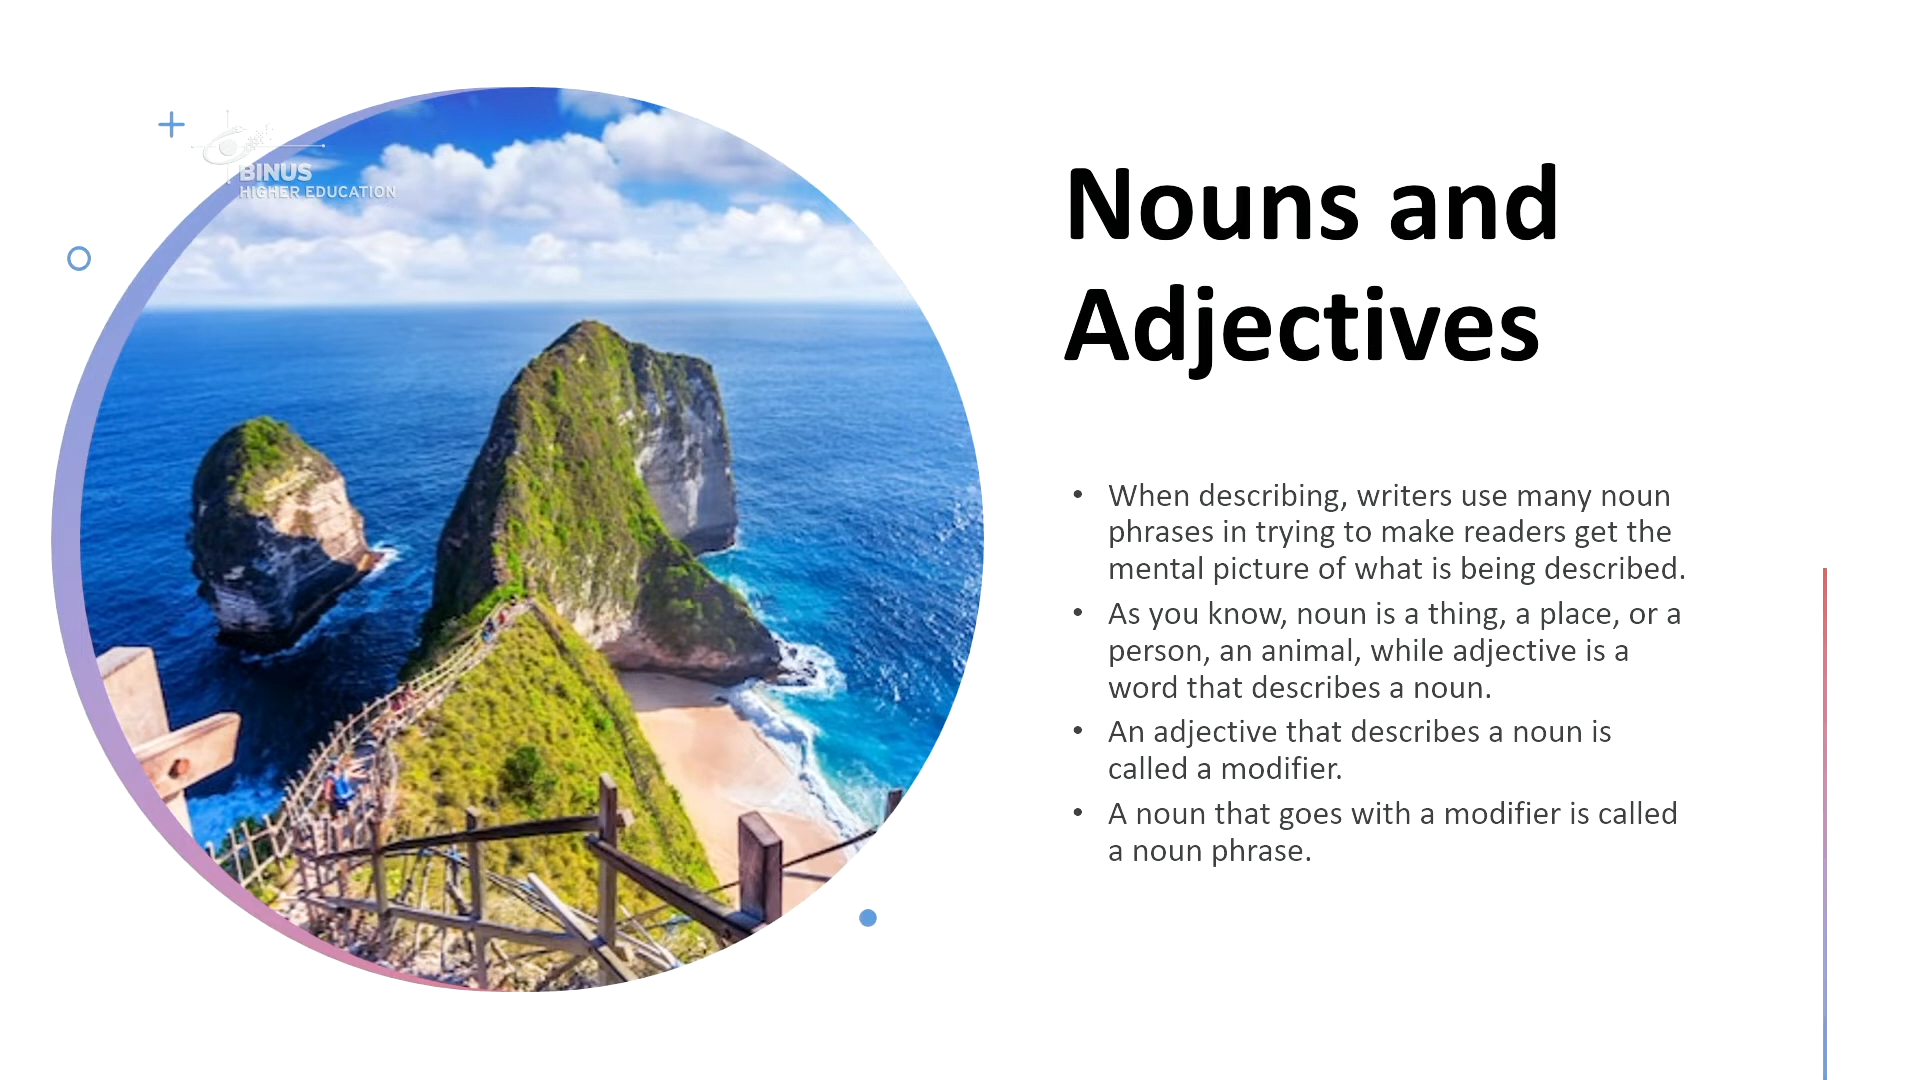 BINUS
HIGHER EDUCATION
Nouns and
Adjectives
• When describing, writers use many noun
phrases in trying to make readers get the
mental picture of what is being described.
• As you know, noun is a thing, a place, or a
person, an animal, while adjective is a
word that describes a noun.
• An adjective that describes a noun is
called a modifier.
• A noun that goes with a modifier is called
a noun phrase.